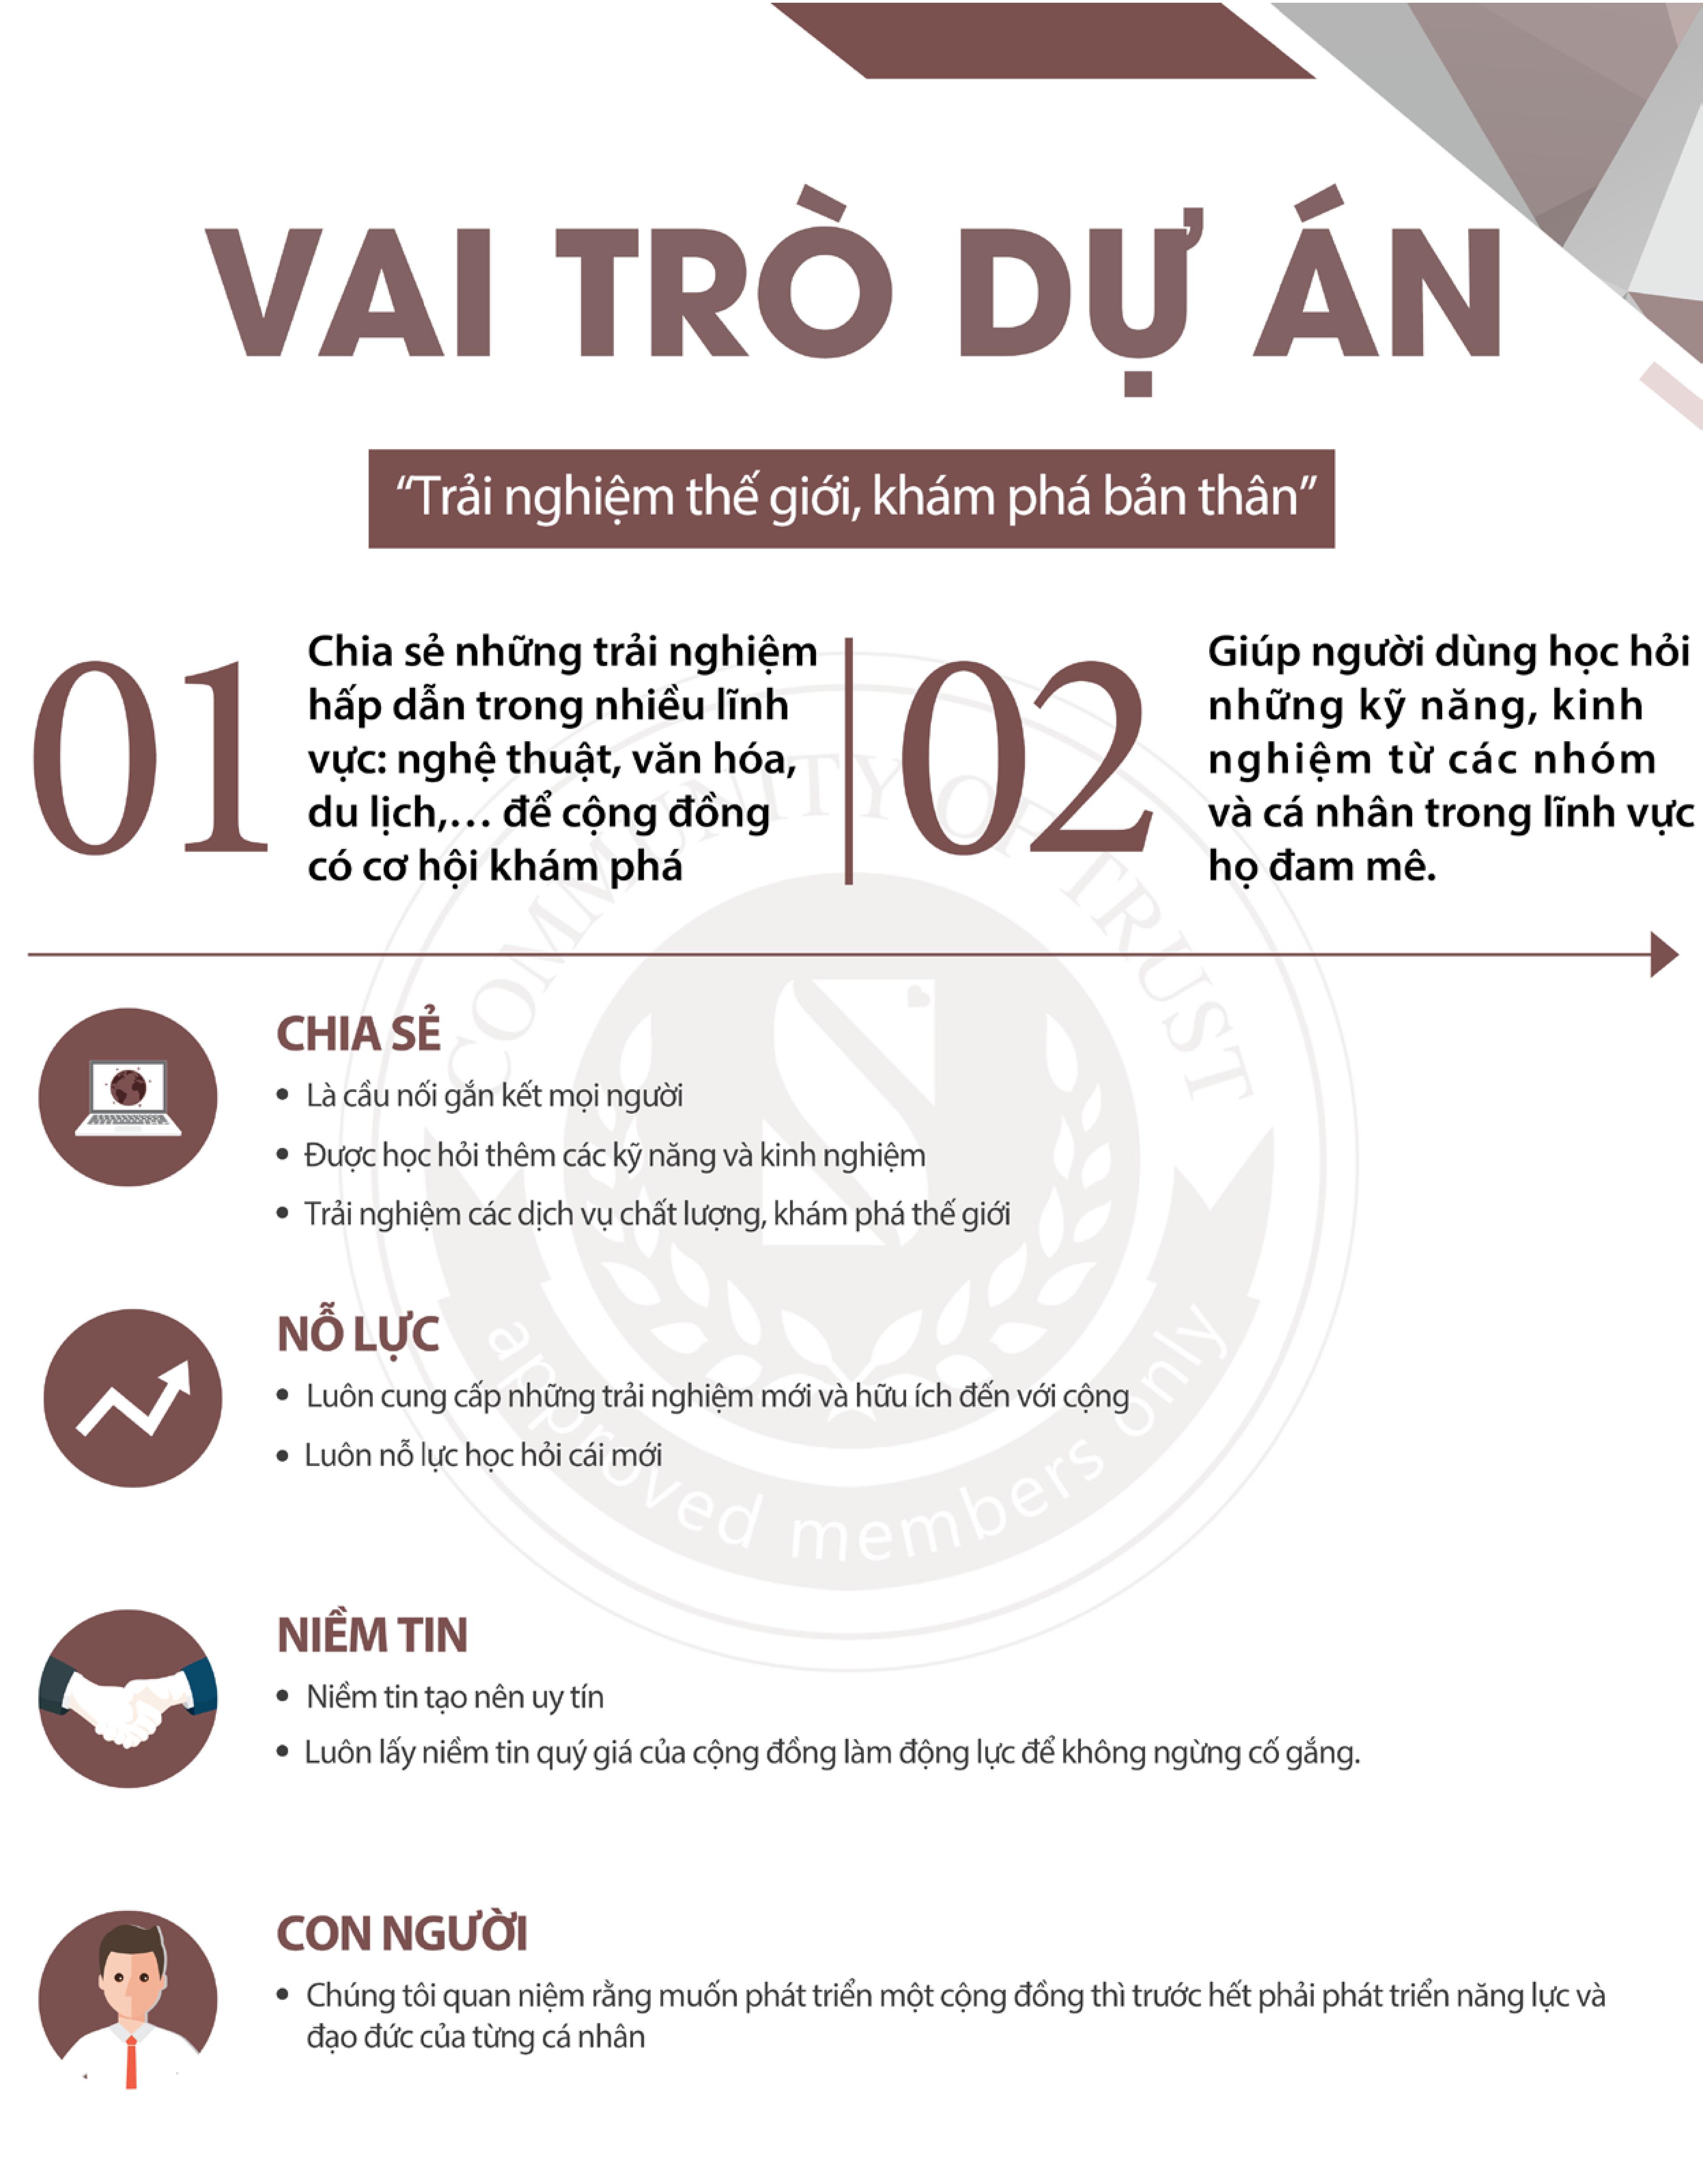 VAI TRÒ DỰ ÁN
“Trải nghiệm thế giới, khám phá bản thân”
01
Chia sẻ những trải nghiệm
hấp dẫn trong nhiều lĩnh
vực: nghệ thuật, văn hóa,
du lịch,... để cộng đồng
có cơ hội khám phá
02
Giúp người dùng học hỏi
những kỹ năng, kinh
nghiệm từ các nhóm
và cá nhân trong lĩnh vực
họ đam mê.
COMMUNITY OF TRUST
CHIA SẺ
• Là cầu nối gắn kết mọi người
• Được học hỏi thêm các kỹ năng và kinh nghiệm
• Trải nghiệm các dịch vụ chất lượng, khám phá thế giới
NỖ LỰC
• Luôn cung cấp những trải nghiệm mới và hữu ích đến với cộng
• Luôn nỗ lực học hỏi cái mới
approved members only
NIỀM TIN
• Niềm tin tạo nên uy tín
• Luôn lấy niềm tin quý giá của cộng đồng làm động lực để không ngừng cố gắng.
CON NGƯỜI
• Chúng tôi quan niệm rằng muốn phát triển một cộng đồng thì trước hết phải phát triển năng lực và
đạo đức của từng cá nhân